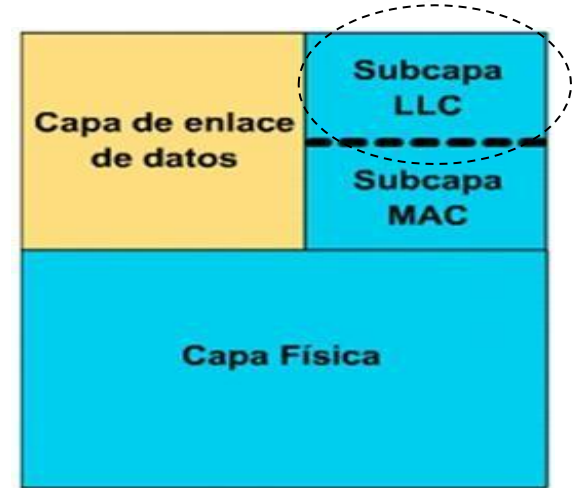 Capa de enlace
de datos
Subcapa
LLC
Subcapa
MAC
Capa Física